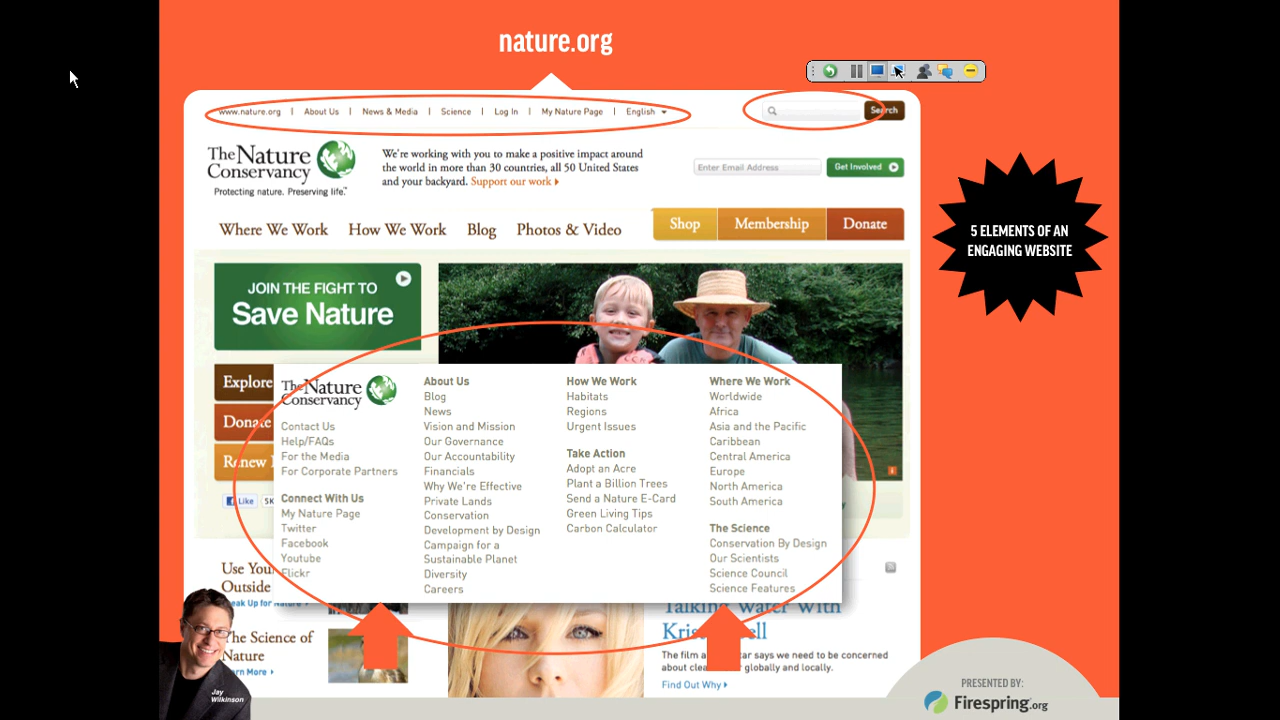 nature.org
www.nature.org | About Us | News & Media | Science | Log In | My Nature Page | English
Search
The Nature
Conservancy
Protecting nature. Preserving life.™
We're working with you to make a positive impact around
the world in more than 30 countries, all 50 United States
and your backyard. Support our work
Enter Email Address
Get Involved
Where We Work How We Work Blog Photos & Video
Shop Membership Donate
5 ELEMENTS OF AN
ENGAGING WEBSITE
JOIN THE FIGHT TO
Save Nature
Explore
Donate
Renew
Like 5K
The Nature
Conservancy
Contact Us
Help/FAQs
For the Media
For Corporate Partners
Connect With Us
My Nature Page
Twitter
Facebook
Youtube
Flickr
About Us
Blog
News
Vision and Mission
Our Governance
Our Accountability
Financials
Why We're Effective
Private Lands
Conservation
Development by Design
Campaign for a
Sustainable Planet
Diversity
Careers
How We Work
Habitats
Regions
Urgent Issues
Take Action
Adopt an Acre
Plant a Billion Trees
Send a Nature E-Card
Green Living Tips
Carbon Calculator
Where We Work
Worldwide
Africa
Asia and the Pacific
Caribbean
Central America
Europe
North America
South America
The Science
Conservation By Design
Our Scientists
Science Council
Science Features
Use You
Outside
eak Up for Nature
The Science of
Nature
rn More
Talking Water With
Kris ell
The film ar says we need to be concerned
about clea globally and locally.
Find Out Why
Jay
Wilkinson
PRESENTED BY:
Firespring.org